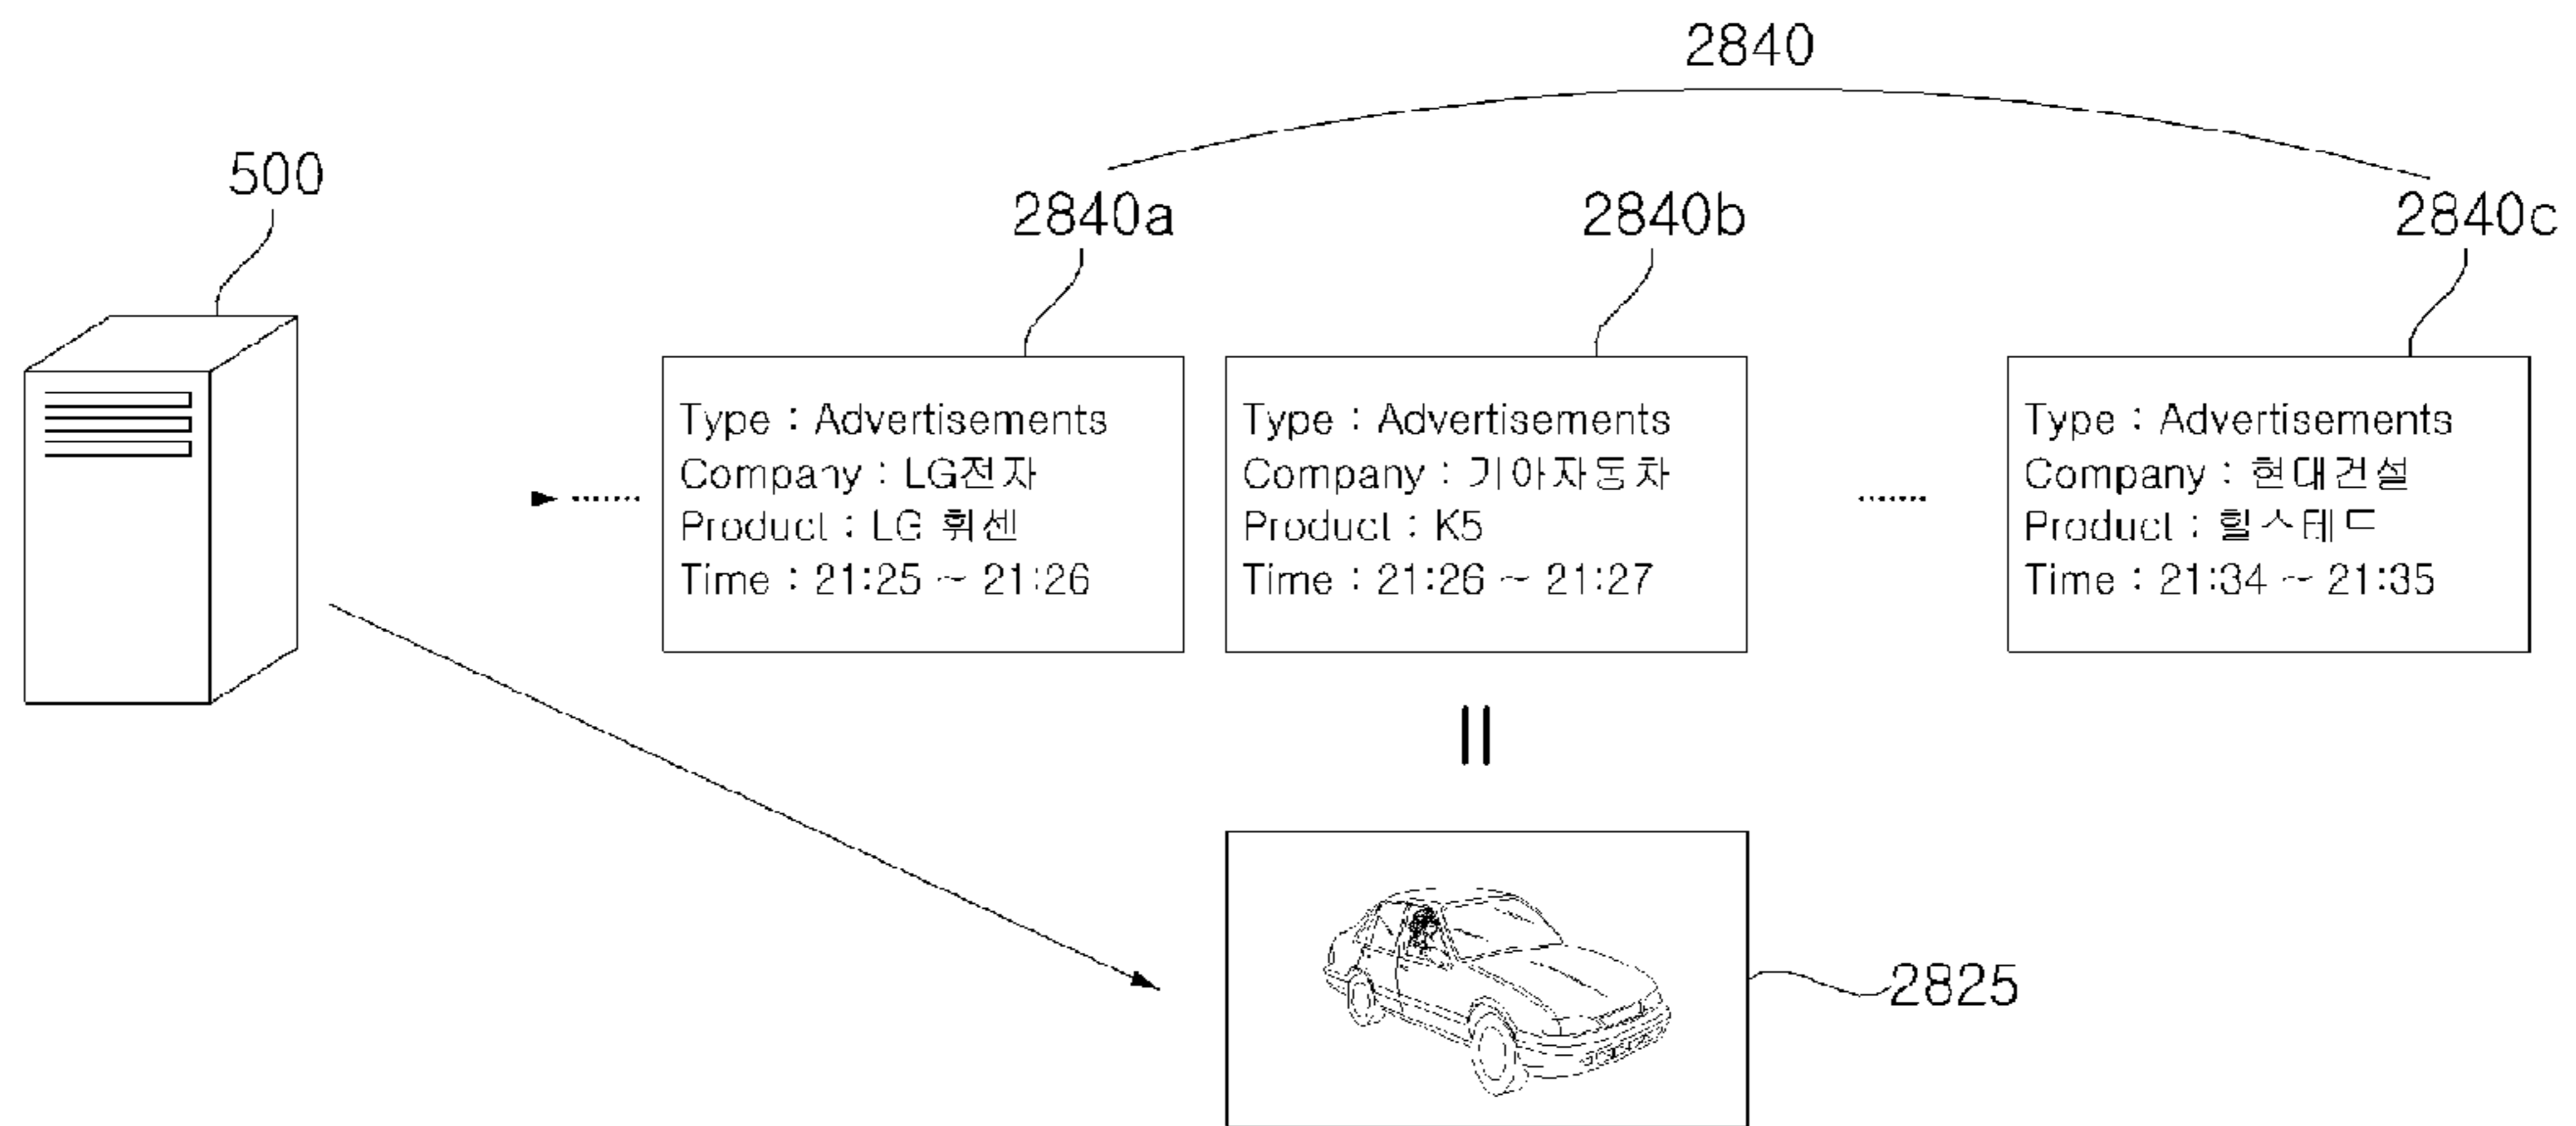 2840
500
2840a
2840b
2840c
Type : Advertisements
Company : LG전자
Product : LG 휘센
Time : 21:25 ~ 21:26
Type : Advertisements
Company : 기아자동차
Product : K5
Time : 21:26 ~ 21:27
Type : Advertisements
Company : 현대건설
Product : 힐스테드
Time : 21:34 ~ 21:35
2825